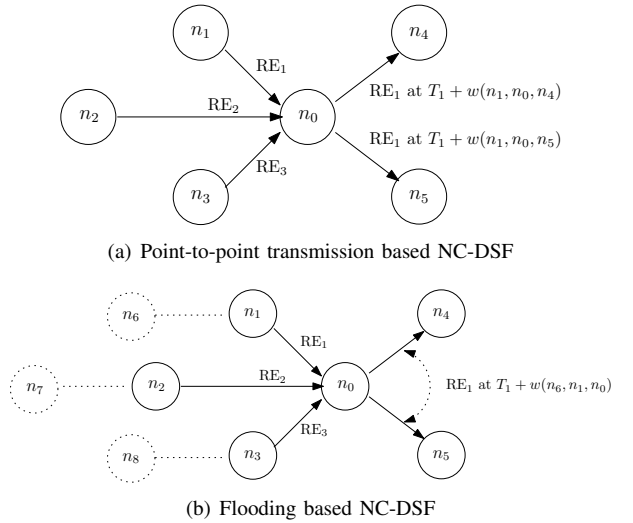 n₁
n₄
RE₁
RE₁ at T₁ + w(n₁, n₀, n₄)
n₂
RE₂
n₀
RE₁ at T₁ + w(n₁, n₀, n₅)
RE₃
n₃
n₅
(a) Point-to-point transmission based NC-DSF
n₆
n₁
n₄
RE₁
n₇
n₂
RE₂
n₀
RE₁ at T₁ + w(n₆, n₁, n₀)
RE₃
n₈
n₃
n₅
(b) Flooding based NC-DSF